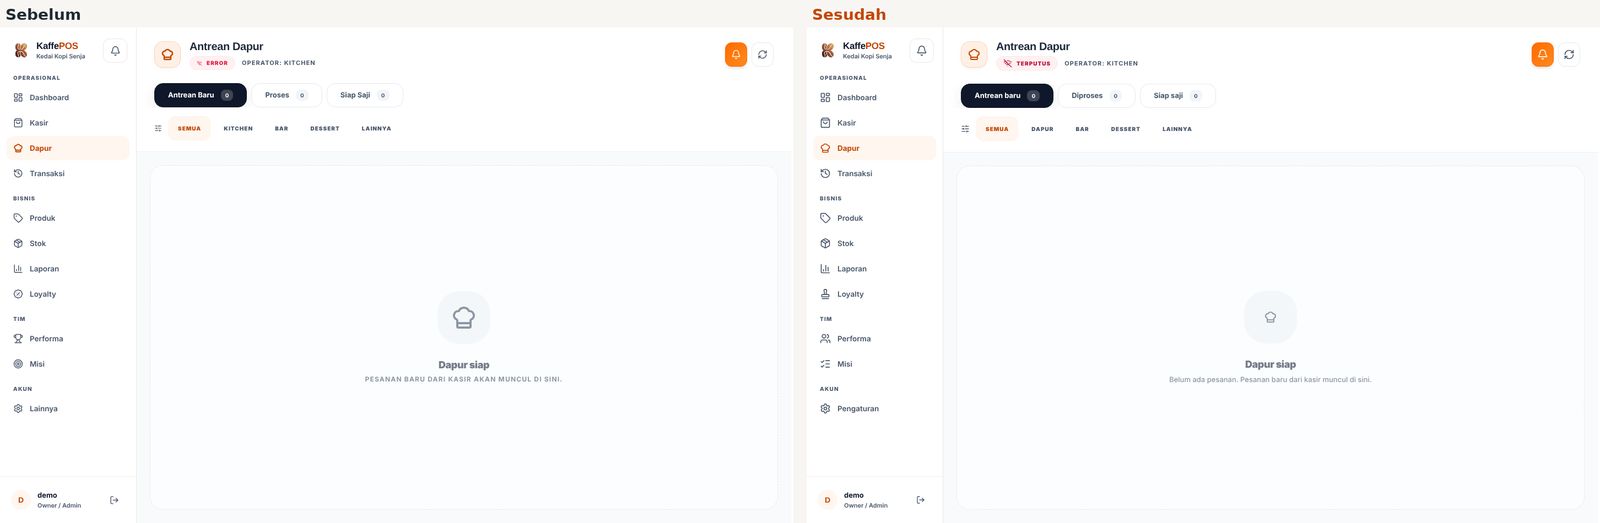 Sebelum
KaffePOS
Kedai Kopi Senja
OPERASIONAL
Dashboard
Kasir
Dapur
Transaksi
BISNIS
Produk
Stok
Laporan
Loyalty
TIM
Performa
Misi
AKUN
Lainnya
D
demo
Owner / Admin
Antrean Dapur
ERROR OPERATOR: KITCHEN
Antrean Baru 0 Proses 0 Siap Saji 0
SEMUA KITCHEN BAR DESSERT LAINNYA
Dapur siap
PESANAN BARU DARI KASIR AKAN MUNCUL DI SINI.
Sesudah
KaffePOS
Kedai Kopi Senja
OPERASIONAL
Dashboard
Kasir
Dapur
Transaksi
BISNIS
Produk
Stok
Laporan
Loyalty
TIM
Performa
Misi
AKUN
Pengaturan
D
demo
Owner / Admin
Antrean Dapur
TERPUTUS OPERATOR: KITCHEN
Antrean baru 0 Diproses 0 Siap saji 0
SEMUA DAPUR BAR DESSERT LAINNYA
Dapur siap
Belum ada pesanan. Pesanan baru dari kasir muncul di sini.